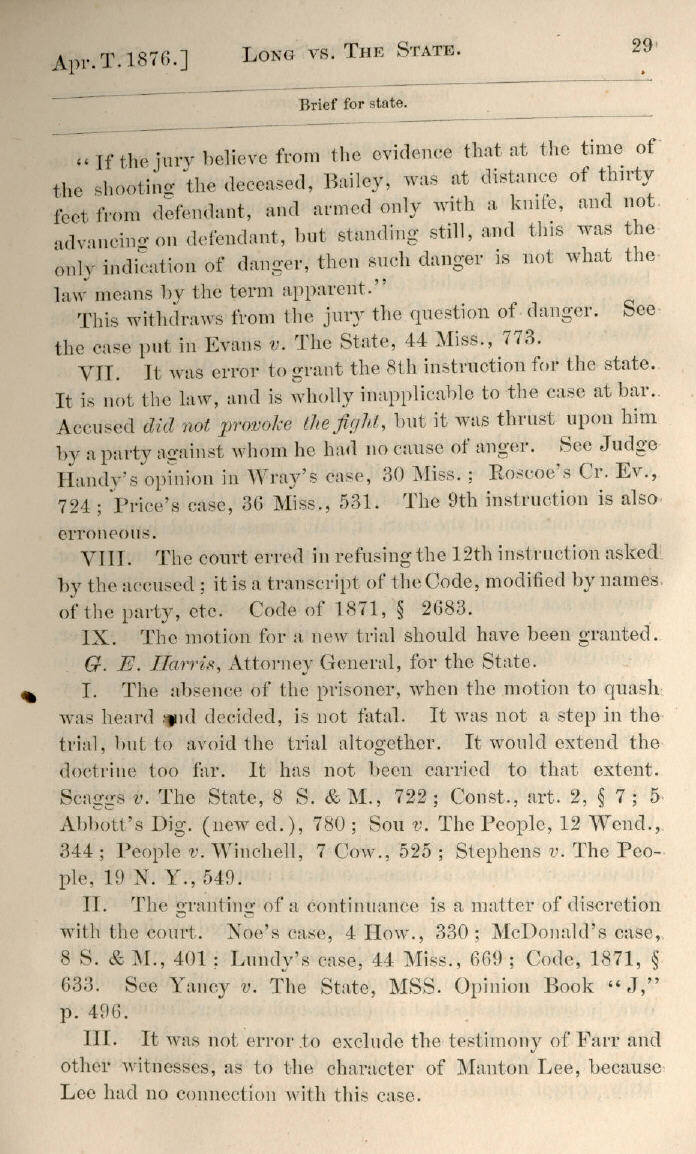 Apr. T. 1876.] Long vs. The State. 29
Brief for state.
"If the jury believe from the evidence that at the time of
the shooting the deceased, Bailey, was at distance of thirty
feet from defendant, and armed only with a knife, and not
advancing on defendant, but standing still, and this was the
only indication of danger, then such danger is not what the
law means by the term apparent."
This withdraws from the jury the question of danger. See
the case put in Evans v. The State, 44 Miss., 773.
VII. It was error to grant the 8th instruction for the state.
It is not the law, and is wholly inapplicable to the case at bar.
Accused did not provoke the fight, but it was thrust upon him
by a party against whom he had no cause of anger. See Judge
Handy's opinion in Wray's case, 30 Miss.; Roscoe's Cr. Ev.,
724; Price's case, 36 Miss., 531. The 9th instruction is also
erroneous.
VIII. The court erred in refusing the 12th instruction asked
by the accused; it is a transcript of the Code, modified by names
of the party, etc. Code of 1871, § 2683.
IX. The motion for a new trial should have been granted.
G. E. Harris, Attorney General, for the State.
I. The absence of the prisoner, when the motion to quash
was heard and decided, is not fatal. It was not a step in the
trial, but to avoid the trial altogether. It would extend the
doctrine too far. It has not been carried to that extent.
Scaggs v. The State, 8 S. & M., 722; Const., art. 2, § 7; 5
Abbott's Dig. (new ed.), 780; Sou v. The People, 12 Wend.,
344; People v. Winchell, 7 Cow., 525; Stephens v. The Peo-
ple, 19 N. Y., 549.
II. The granting of a continuance is a matter of discretion
with the court. Noe's case, 4 How., 330; McDonald's case,
8 S. & M., 401; Lundy's case, 44 Miss., 669; Code, 1871, §
633. See Yancy v. The State, MSS. Opinion Book "J,"
p. 496.
III. It was not error to exclude the testimony of Farr and
other witnesses, as to the character of Manton Lee, because
Lee had no connection with this case.